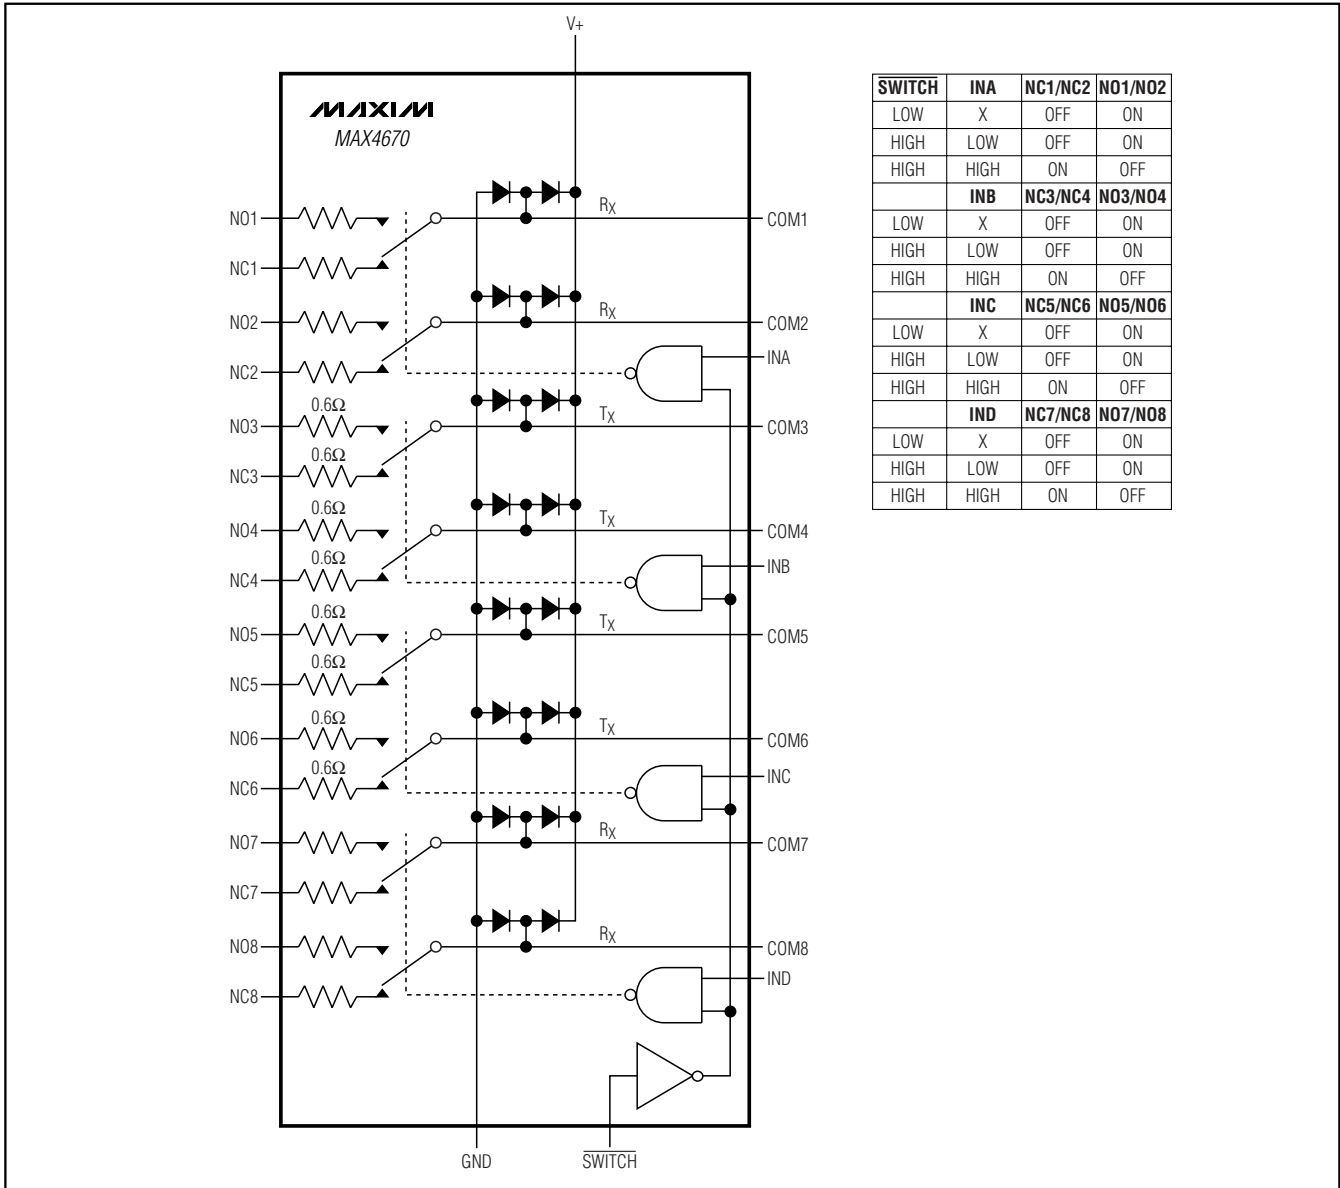 V+
MAXIM
MAX4670
NO1
RX
COM1
NC1
NO2
RX
COM2
INA
NC2
0.6Ω
NO3
TX
COM3
0.6Ω
NC3
0.6Ω
NO4
TX
COM4
0.6Ω
INB
NC4
0.6Ω
NO5
TX
COM5
0.6Ω
NC5
0.6Ω
NO6
TX
COM6
0.6Ω
INC
NC6
NO7
RX
COM7
NC7
NO8
RX
COM8
IND
NC8
GND
SWITCH
SWITCH INA NC1/NC2 NO1/NO2
LOW X OFF ON
HIGH LOW OFF ON
HIGH HIGH ON OFF
INB NC3/NC4 NO3/NO4
LOW X OFF ON
HIGH LOW OFF ON
HIGH HIGH ON OFF
INC NC5/NC6 NO5/NO6
LOW X OFF ON
HIGH LOW OFF ON
HIGH HIGH ON OFF
IND NC7/NC8 NO7/NO8
LOW X OFF ON
HIGH LOW OFF ON
HIGH HIGH ON OFF